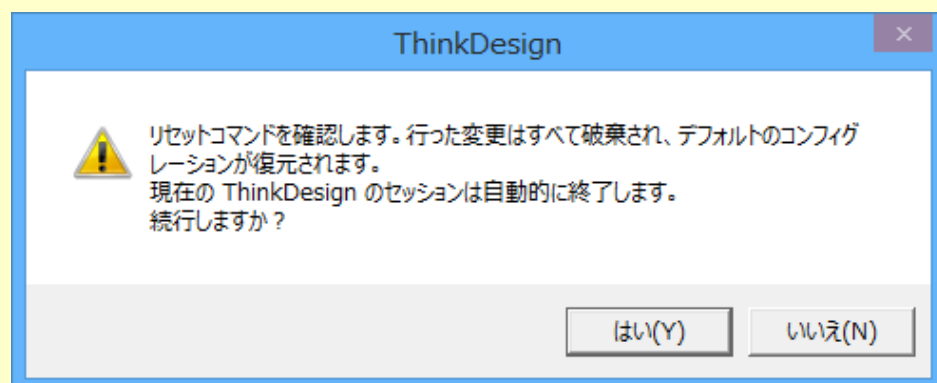 ThinkDesign
リセットコマンドを確認します。行った変更はすべて破棄され、デフォルトのコンフィグ
レーションが復元されます。
現在の ThinkDesign のセッションは自動的に終了します。
続行しますか？
はい(Y)
いいえ(N)